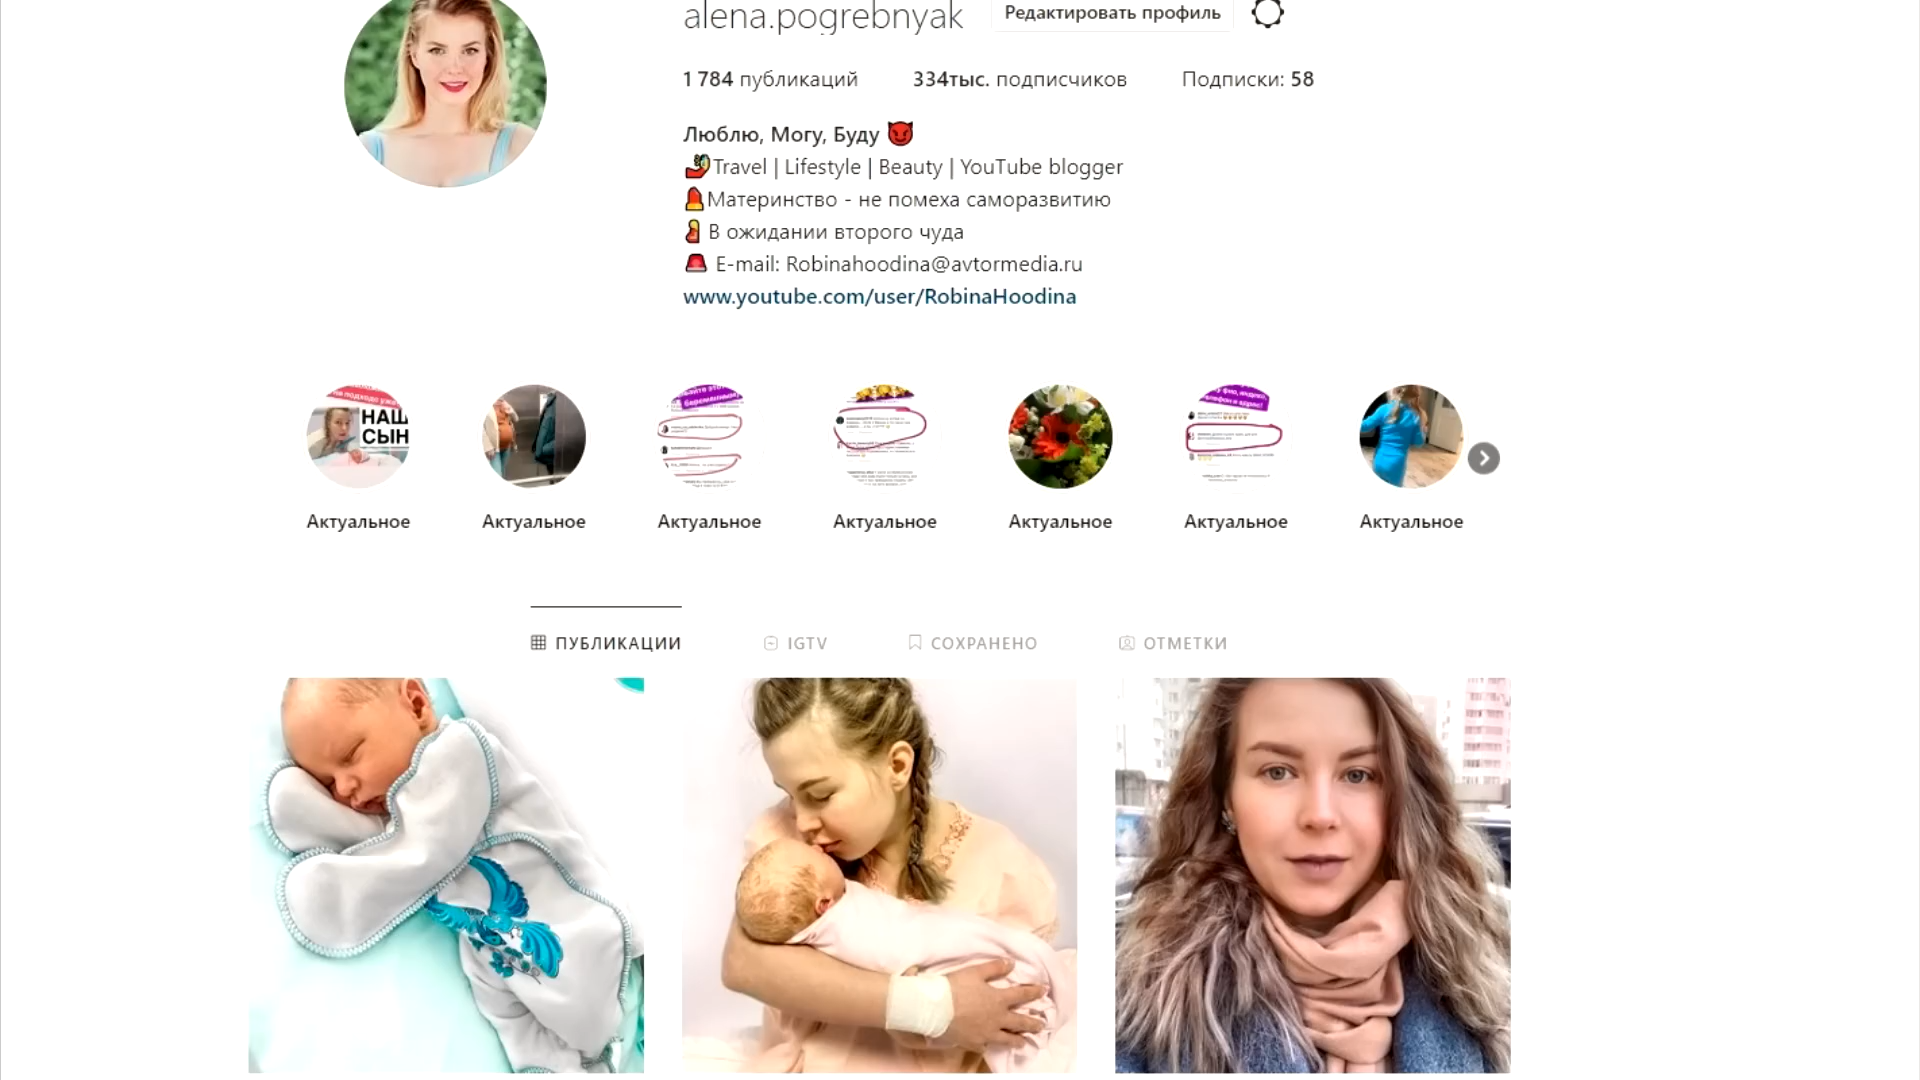 alena.pogrebnyak Редактировать профиль
1 784 публикаций 334тыс. подписчиков Подписки: 58
Люблю, Могу, Буду
Travel | Lifestyle | Beauty | YouTube blogger
Материнство - не помеха саморазвитию
В ожидании второго чуда
E-mail: Robinahoodina@avtormedia.ru
www.youtube.com/user/RobinaHoodina
НАШ
СЫН
Актуальное Актуальное Актуальное Актуальное Актуальное Актуальное Актуальное
ПУБЛИКАЦИИ IGTV СОХРАНЕНО ОТМЕТКИ